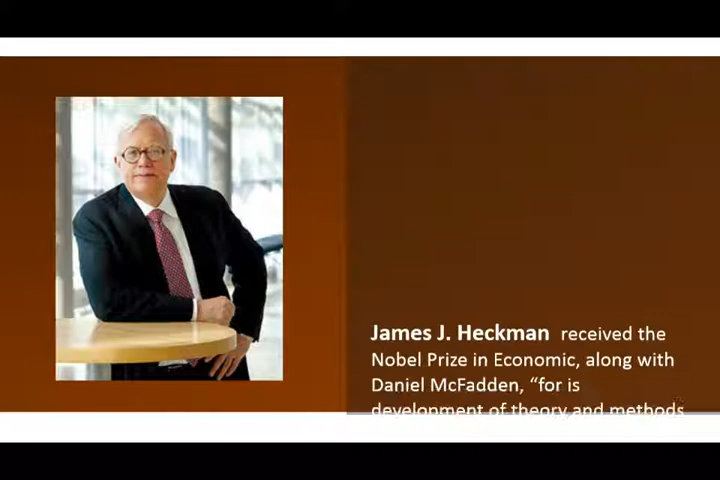 James J. Heckman received the
Nobel Prize in Economic, along with
Daniel McFadden, “for is
development of theory and methods